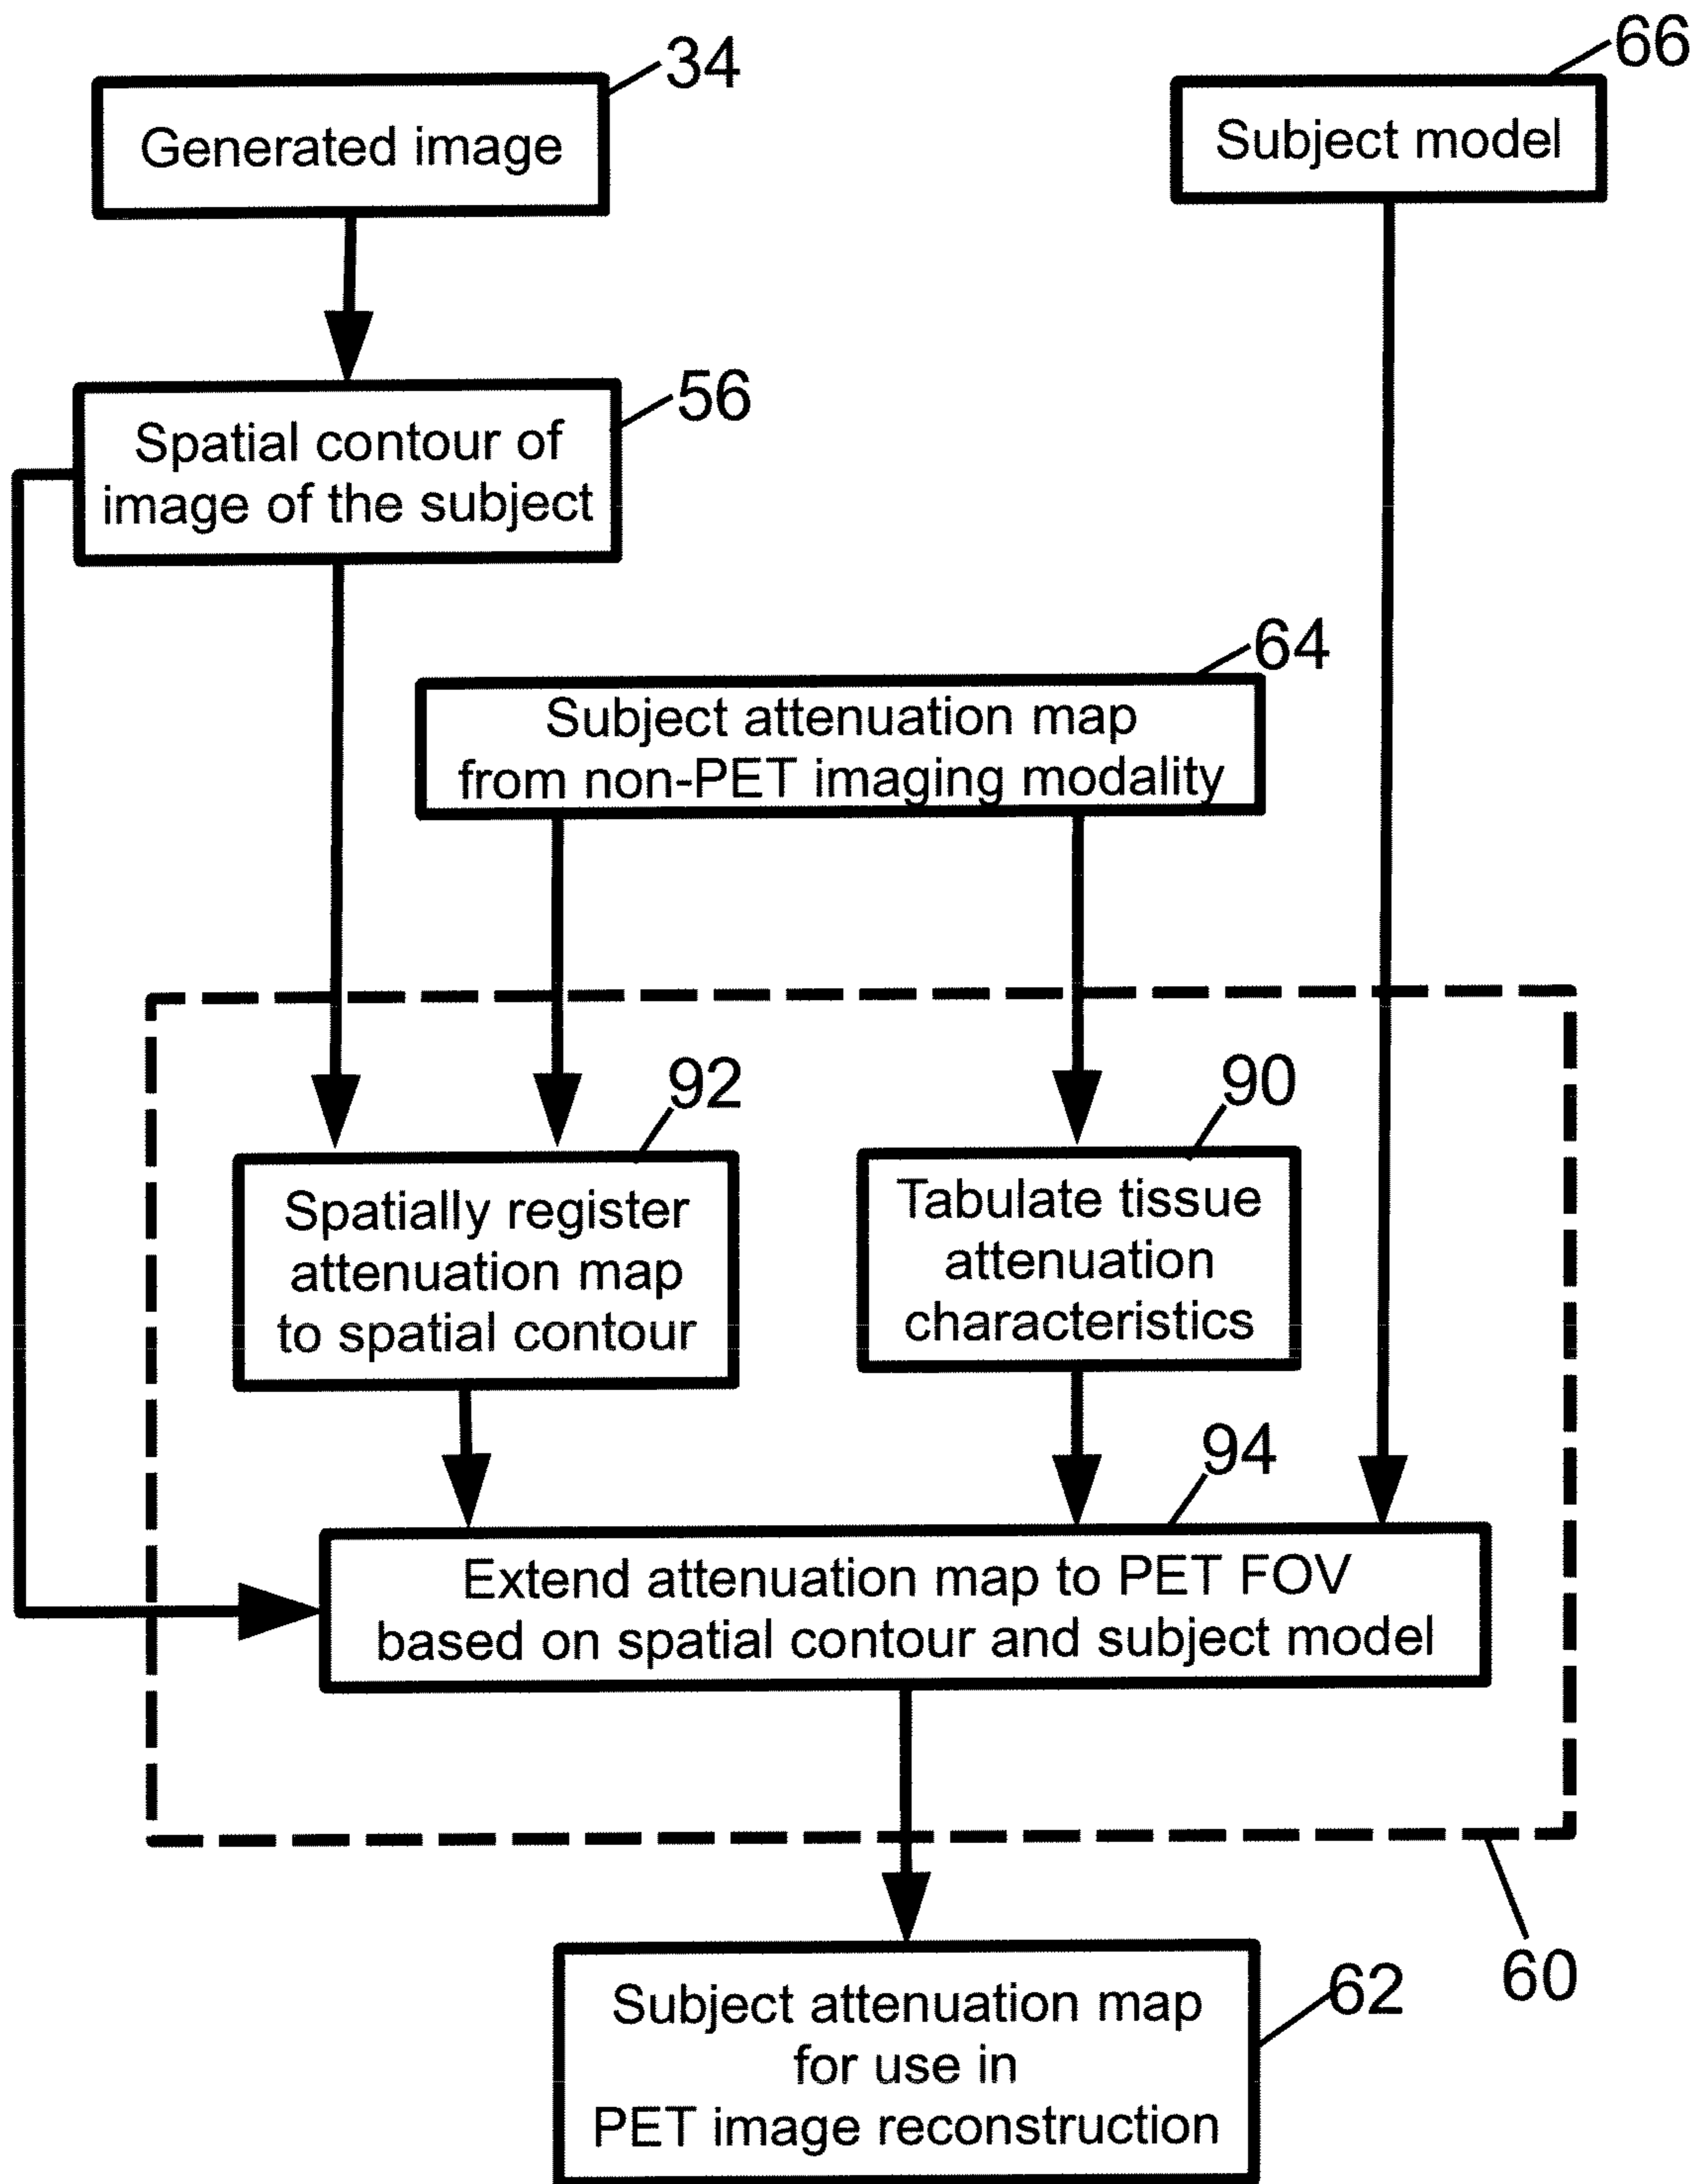 34
Generated image
66
Subject model
56
Spatial contour of
image of the subject
64
Subject attenuation map
from non-PET imaging modality
92
Spatially register
attenuation map
to spatial contour
90
Tabulate tissue
attenuation
characteristics
94
Extend attenuation map to PET FOV
based on spatial contour and subject model
60
62
Subject attenuation map
for use in
PET image reconstruction